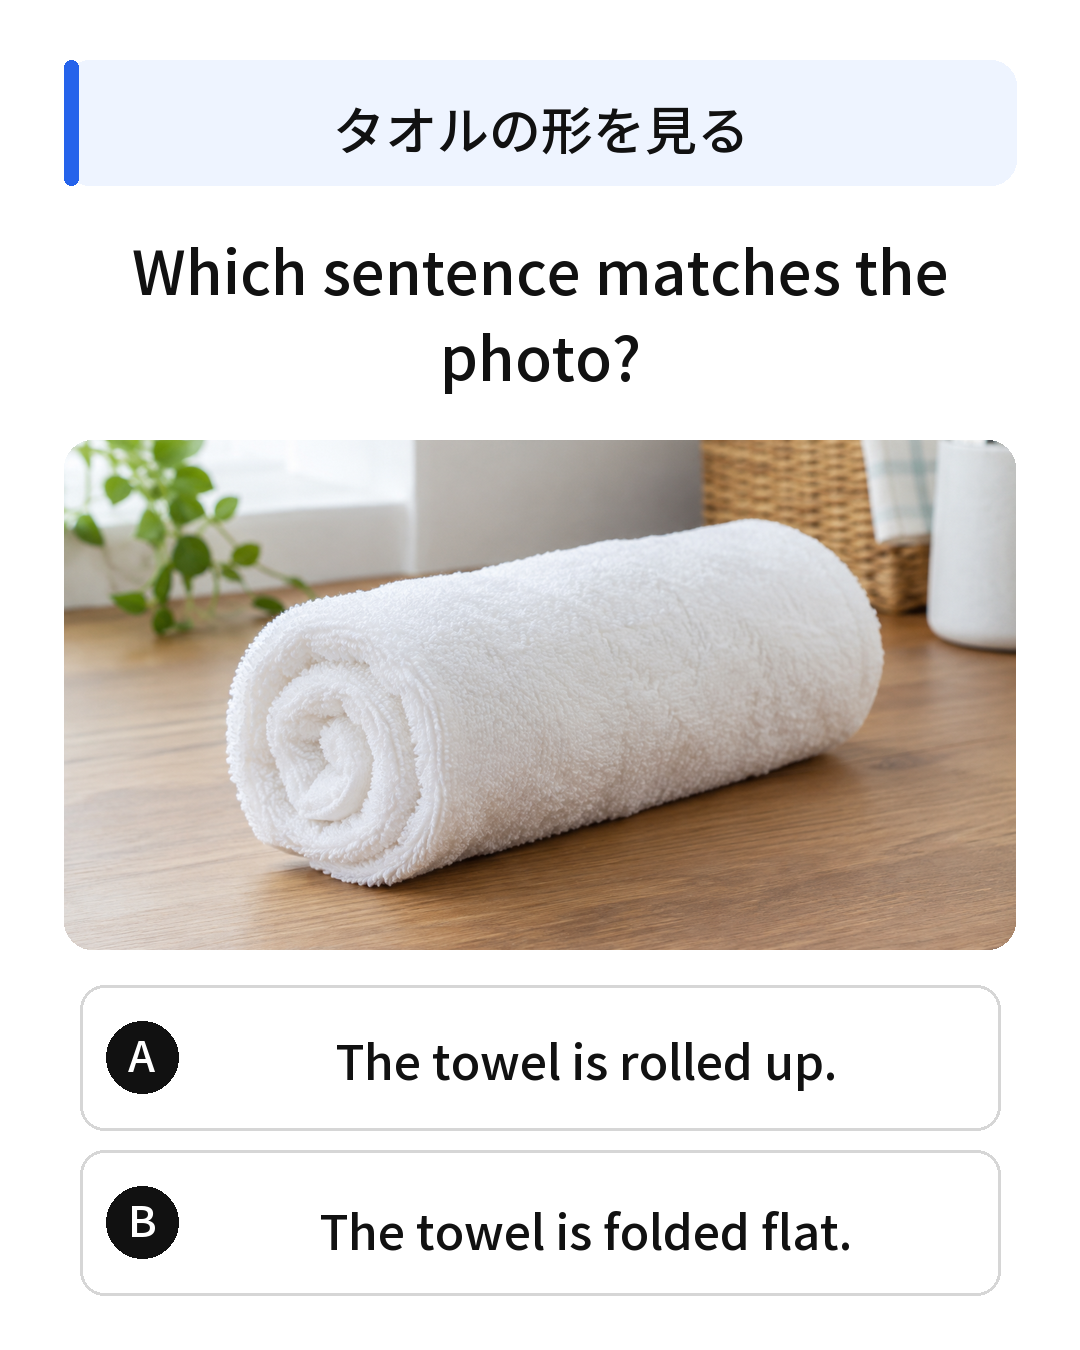 タオルの形を見る
Which sentence matches the
photo?
A
The towel is rolled up.
B
The towel is folded flat.